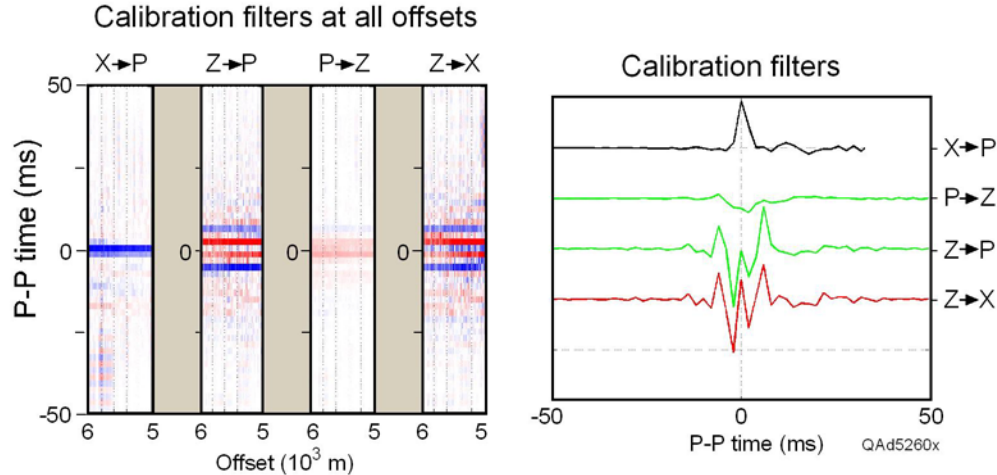 Calibration filters at all offsets
X→P Z→P P→Z Z→X
50
0 0 0 0
-50
P-P time (ms)
6 5 6 5 6 5 6 5
Offset (10³ m)
Calibration filters
X→P
P→Z
Z→P
Z→X
-50 0 50
P-P time (ms)
QAd5260x